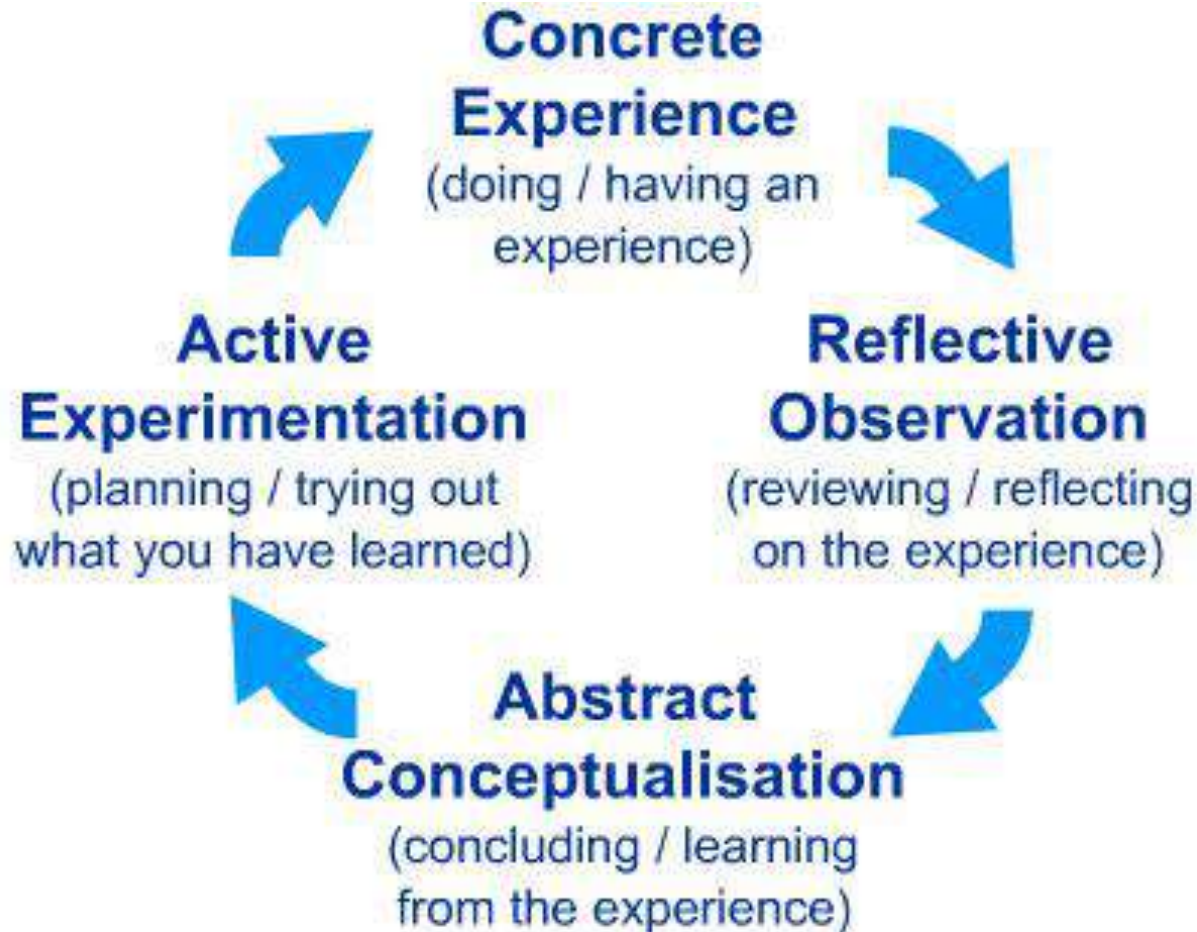 Concrete
Experience
(doing / having an
experience)
Reflective
Observation
(reviewing / reflecting
on the experience)
Abstract
Conceptualisation
(concluding / learning
from the experience)
Active
Experimentation
(planning / trying out
what you have learned)